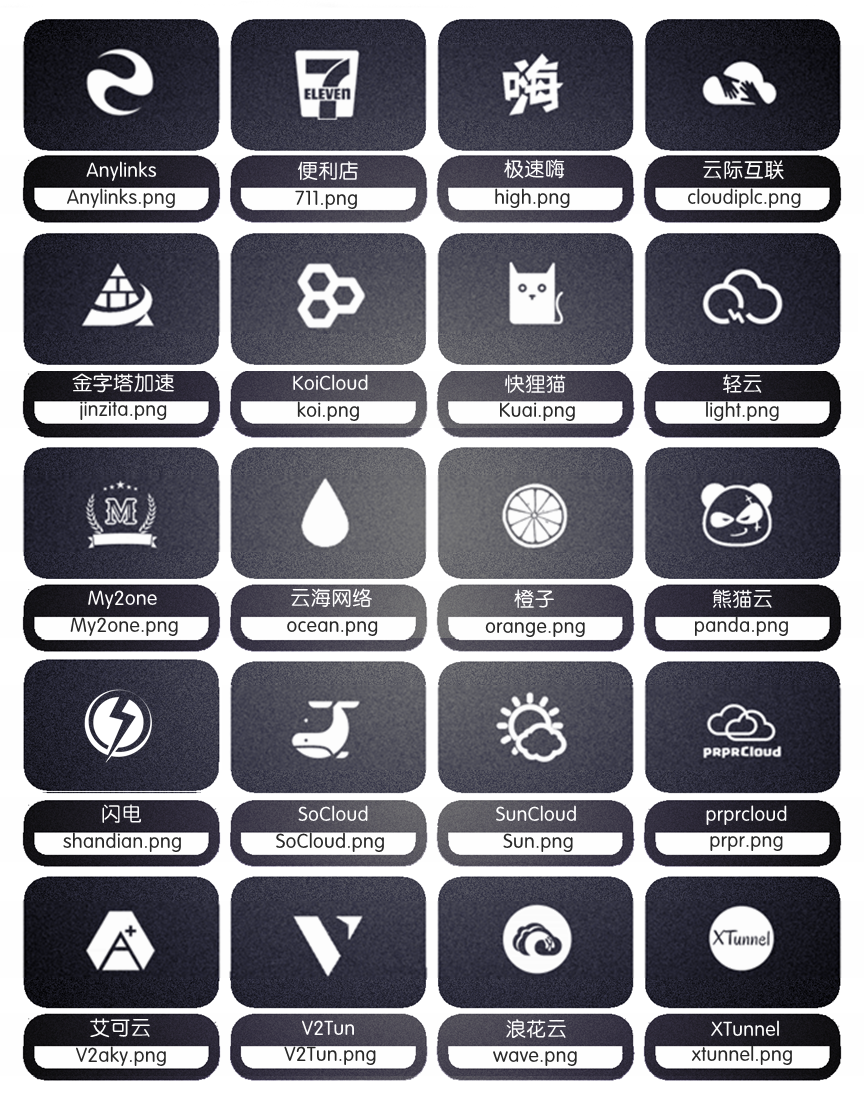 7
ELEVEN
嗨
Anylinks
便利店
极速嗨
云际互联
Anylinks.png
711.png
high.png
cloudiplc.png
金字塔加速
KoiCloud
快狸猫
轻云
jinzita.png
koi.png
Kuai.png
light.png
M
My2one
云海网络
橙子
熊猫云
My2one.png
ocean.png
orange.png
panda.png
PRPRCloud
闪电
SoCloud
SunCloud
prprcloud
shandian.png
SoCloud.png
Sun.png
prpr.png
A+
XTunnel
艾可云
V2Tun
浪花云
XTunnel
V2aky.png
V2Tun.png
wave.png
xtunnel.png